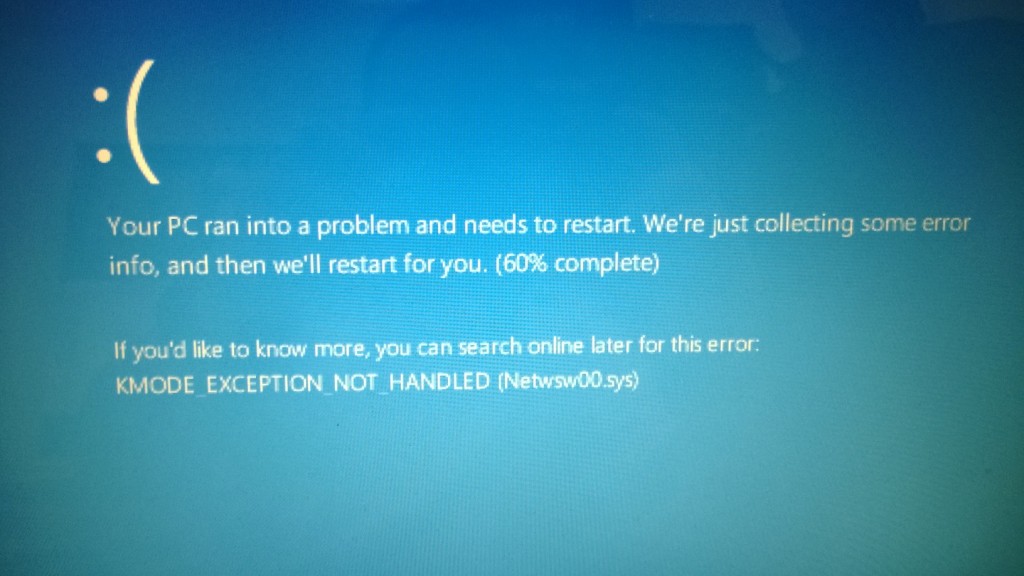 :(
Your PC ran into a problem and needs to restart. We're just collecting some error
info, and then we'll restart for you. (60% complete)
If you'd like to know more, you can search online later for this error:
KMODE_EXCEPTION_NOT_HANDLED (Netwsw00.sys)